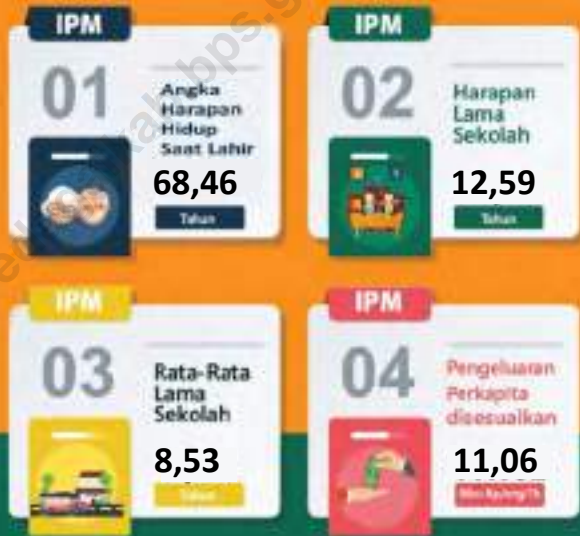 IPM
01
Angka
Harapan
Hidup
Saat Lahir
68,46
Tahun
IPM
02
Harapan
Lama
Sekolah
12,59
Tahun
IPM
03
Rata-Rata
Lama
Sekolah
8,53
Tahun
IPM
04
Pengeluaran
Perkapita
disesuaikan
11,06